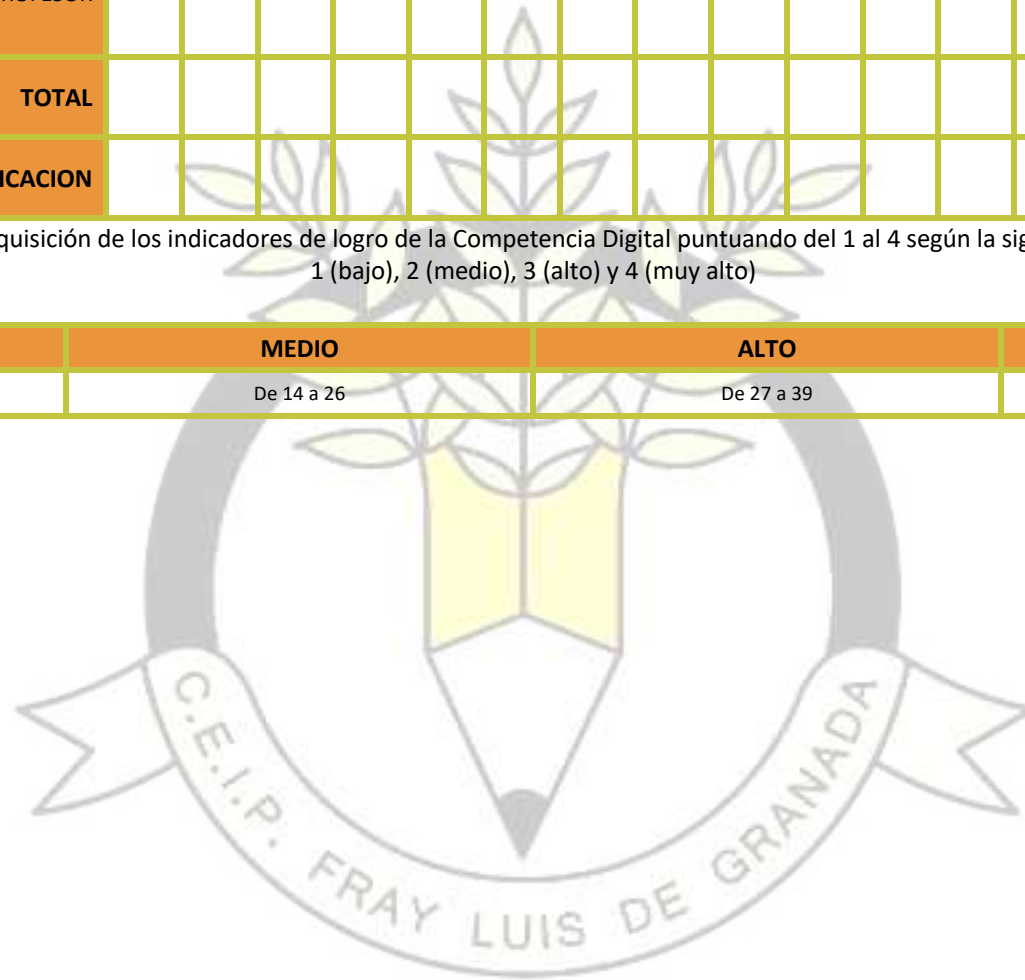 TOTAL
ICACION
quisición de los indicadores de logro de la Competencia Digital puntuando del 1 al 4 según la sig
1 (bajo), 2 (medio), 3 (alto) y 4 (muy alto)
MEDIO
ALTO
De 14 a 26
De 27 a 39
C.E.I.P. FRAY LUIS DE GRANADA